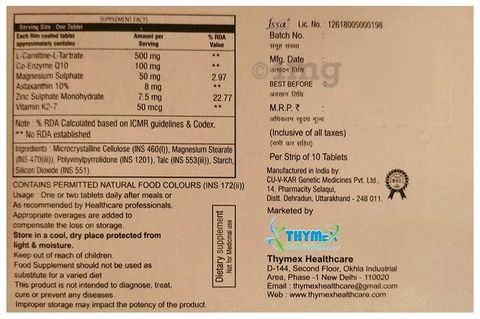 SUPPLEMENT FACTS
Serving Size : One Tablet
Each film coated tablet approximately contains : Amount per Serving % RDA Value
L-Carnitine-L-Tartrate 500 mg **
Co-Enzyme Q10 100 mg **
Magnesium Sulphate 50 mg 2.97
Astaxanthin 10% 8 mg **
Zinc Sulphate Monohydrate 7.5 mg 22.77
Vitamin K2-7 50 mcg **
Note : % RDA Calculated based on ICMR guidelines & Codex.
** No RDA established
Ingredients : Microcrystalline Cellulose (INS 460(I)), Magnesium Stearate
(INS 470(iii)), Polyvinylpyrrolidone (INS 1201), Talc (INS 553(iii)), Starch,
Silicon Dioxide (INS 551).
CONTAINS PERMITTED NATURAL FOOD COLOURS (INS 172(ii))
Usage : One or two tablets daily after meals or
As recommended by Healthcare professionals.
Appropriate overages are added to
compensate the loss on storage.
Store in a cool, dry place protected from
light & moisture.
Keep out of reach of children.
Food Supplement should not be used as
substitute for a varied diet
This product is not intended to diagnose, treat,
cure or prevent any diseases.
Improper storage may impact the potency of the product.
Dietary supplement
Not for Medicinal use
fssai Lic. No. : 12618005000198
Batch No. :
समूह संख्या
Mfg. Date :
उत्पादन तिथि
BEST BEFORE :
अवसान तिथि
M.R.P. ₹ :
अधिकतम खुदरा मूल्य
(Inclusive of all taxes)
(सभी कर सहित)
Per Strip of 10 Tablets
Manufactured in India by:
CU-V-KAR Genetic Medicines Pvt. Ltd.,
14, Pharmacity Selaqui,
Distt. Dehradun, Uttarakhand - 248 011.
Marketed by
THYMEX
Thymex Healthcare
D-144, Second Floor, Okhla Industrial
Area, Phase -1 New Delhi - 110020
Email : thymexhealthcare@gmail.com
Web : www.thymexhealthcare.com